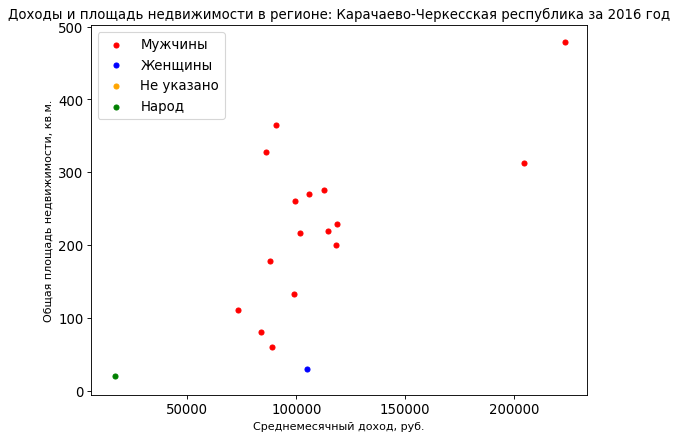 Доходы и площадь недвижимости в регионе: Карачаево-Черкесская республика за 2016 год
500
400
300
200
100
0
Общая площадь недвижимости, кв.м.
Мужчины
Женщины
Не указано
Народ
50000 100000 150000 200000
Среднемесячный доход, руб.